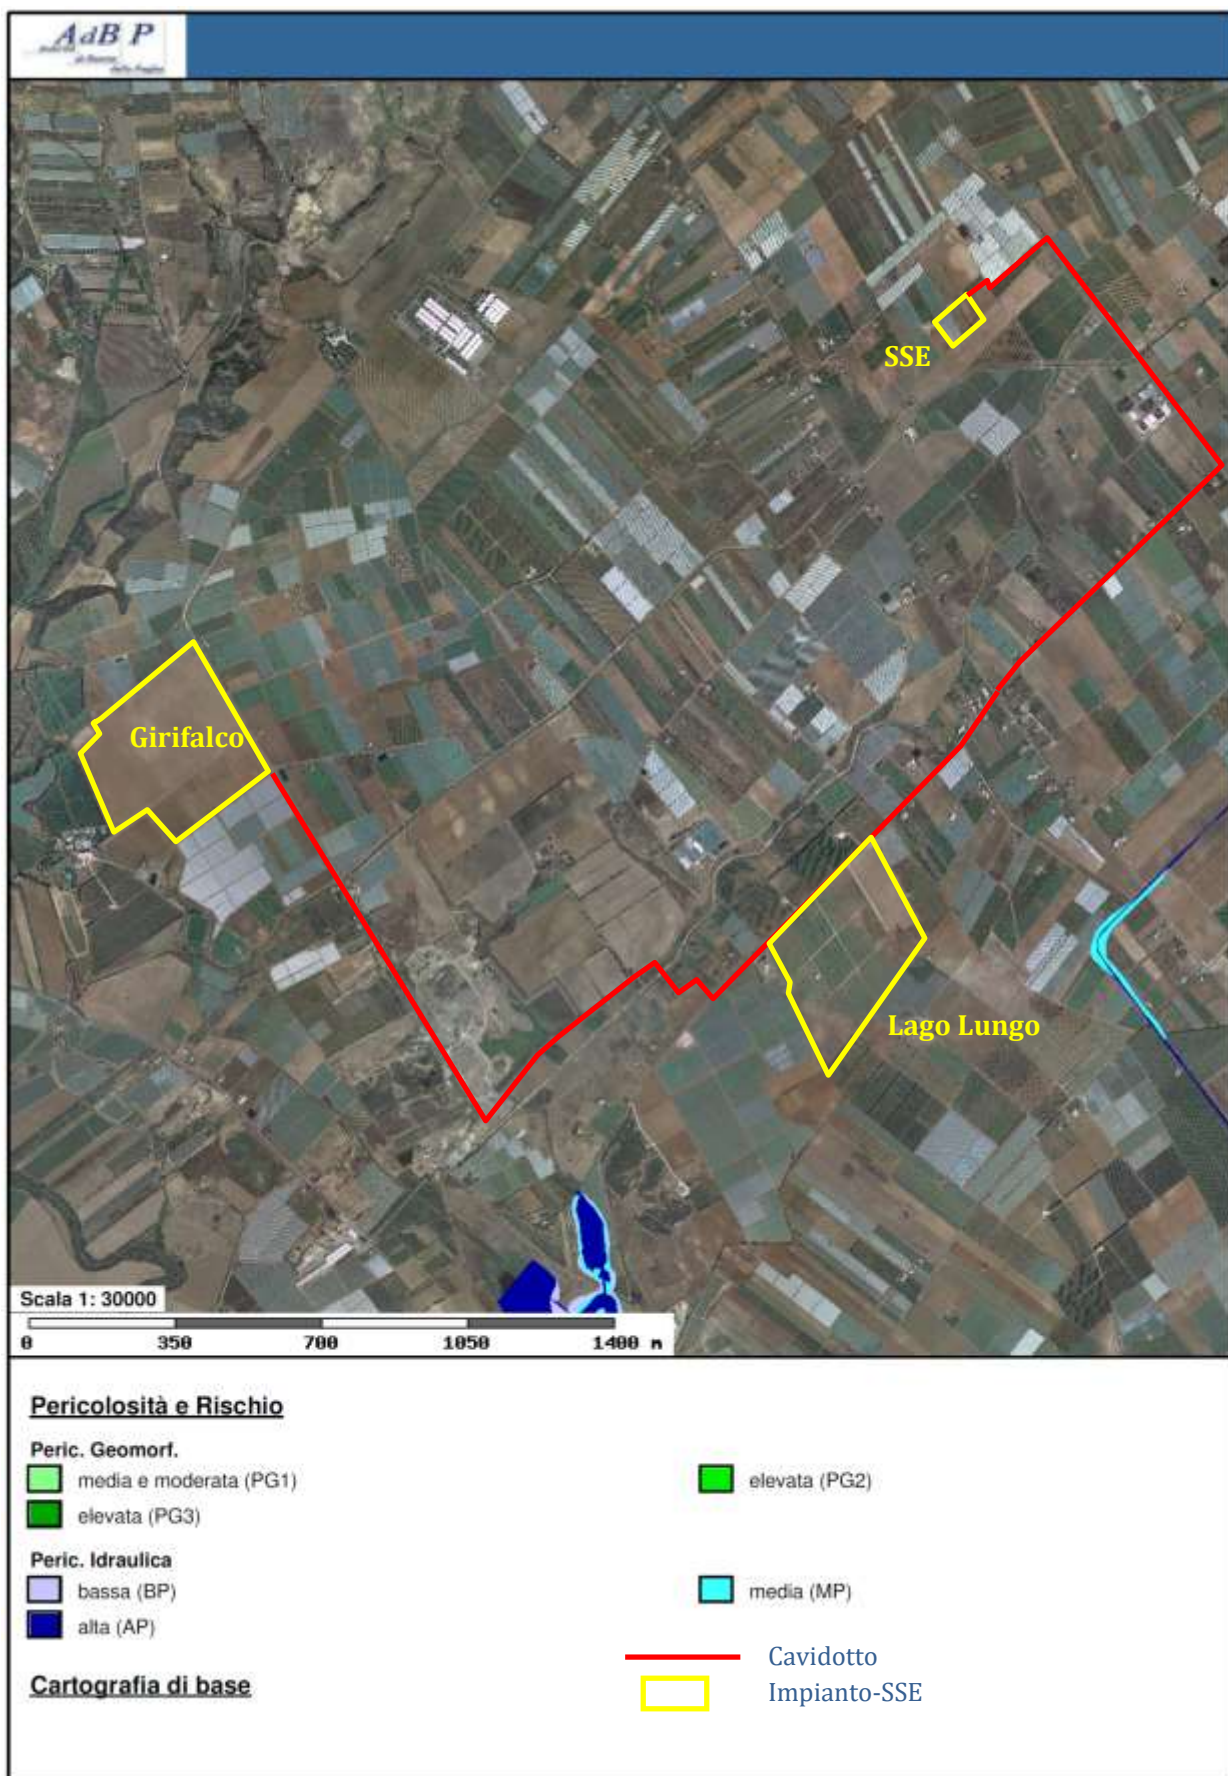 AdB P
SSE
Girifalco
Lago Lungo
Scala 1: 30000
0 350 700 1050 1400 m
Pericolosità e Rischio
Peric. Geomorf.
media e moderata (PG1)
elevata (PG2)
elevata (PG3)
Peric. Idraulica
bassa (BP)
media (MP)
alta (AP)
Cavidotto
Cartografia di base
Impianto-SSE